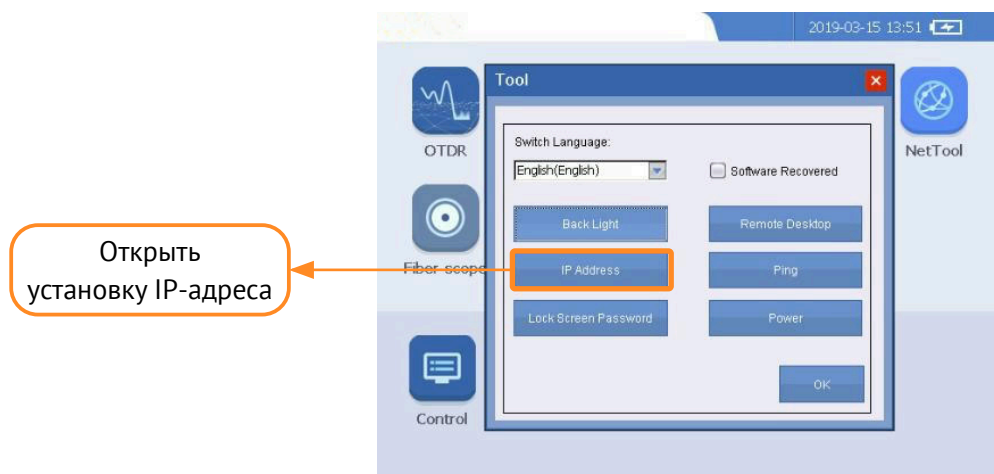 2019-03-15 13:51
Tool
OTDR
NetTool
Switch Language:
English(English)
Software Recovered
Back Light
Remote Desktop
Открыть
установку IP-адреса
Fiber scope
IP Address
Ping
Lock Screen Password
Power
OK
Control